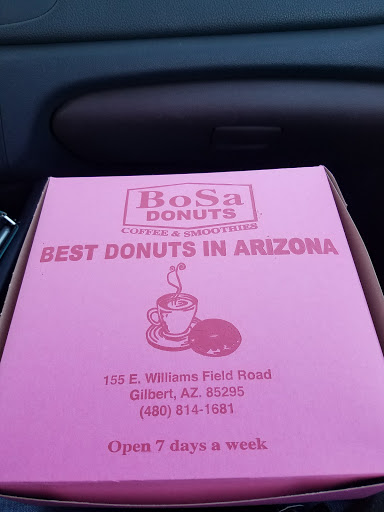 BoSa
DONUTS
COFFEE & SMOOTHIES
BEST DONUTS IN ARIZONA
155 E. Williams Field Road
Gilbert, AZ. 85295
(480) 814-1681
Open 7 days a week